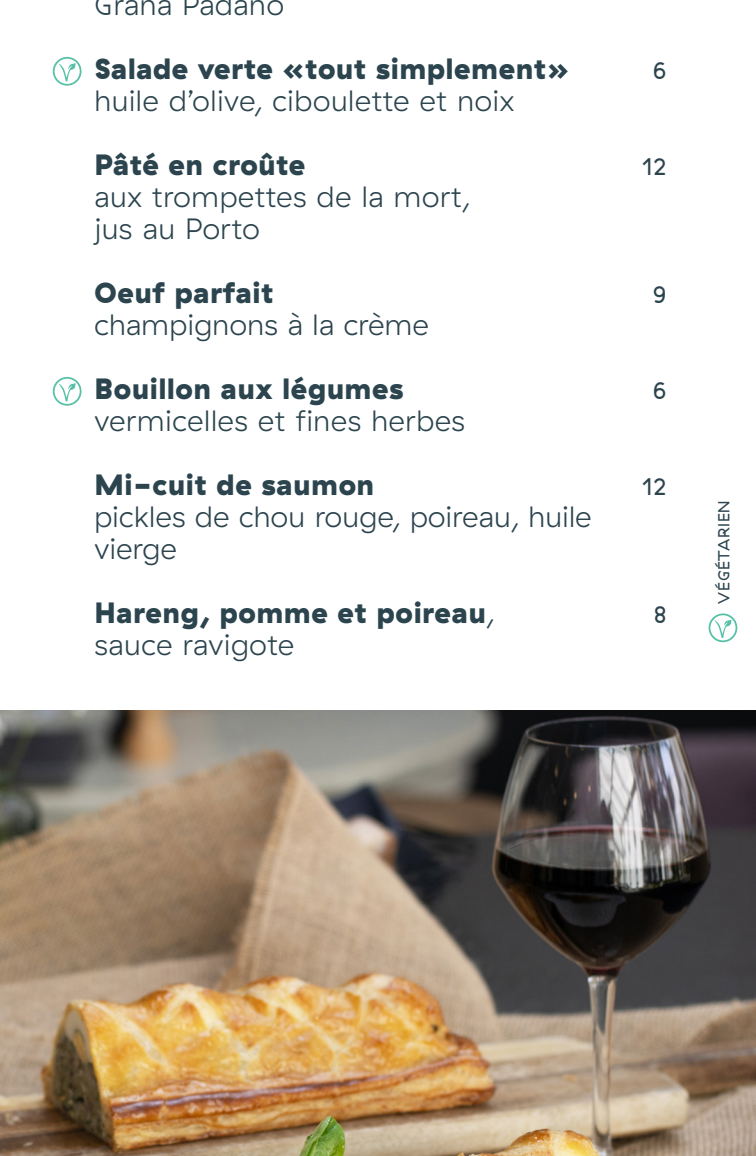 Grana Padano
Salade verte «tout simplement» 6
huile d’olive, ciboulette et noix
Pâté en croûte 12
aux trompettes de la mort,
jus au Porto
Oeuf parfait 9
champignons à la crème
Bouillon aux légumes 6
vermicelles et fines herbes
Mi-cuit de saumon 12
pickles de chou rouge, poireau, huile
vierge
Hareng, pomme et poireau, 8
sauce ravigote
VÉGÉTARIEN